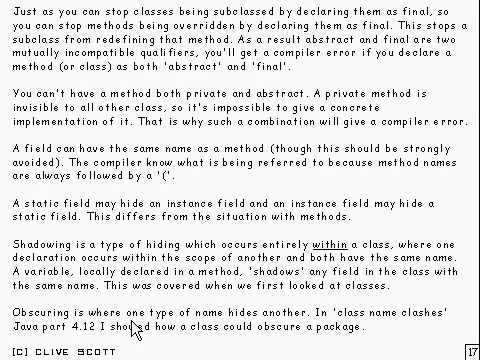 Just as you can stop classes being subclassed by declaring them as final, so
you can stop methods being overridden by declaring them as final. This stops a
subclass from redefining that method. As a result abstract and final are two
mutually incompatible qualifiers, you'll get a compiler error if you declare a
method (or class) as both 'abstract' and 'final'.
You can't have a method both private and abstract. A private method is
invisible to all other class, so it's impossible to give a concrete
implementation of it. That is why such a combination will give a compiler error.
A field can have the same name as a method (though this should be strongly
avoided). The compiler know what is being referred to because method names
are always followed by a '('.
A static field may hide an instance field and an instance field may hide a
static field. This differs from the situation with methods.
Shadowing is a type of hiding which occurs entirely within a class, where one
declaration occurs within the scope of another and both have the same name.
A variable, locally declared in a method, 'shadows' any field in the class with
the same name. This was covered when we first looked at classes.
Obscuring is where one type of name hides another. In 'class name clashes'
Java part 4.12 I showed how a class could obscure a package.
(C) CLIVE SCOTT
17